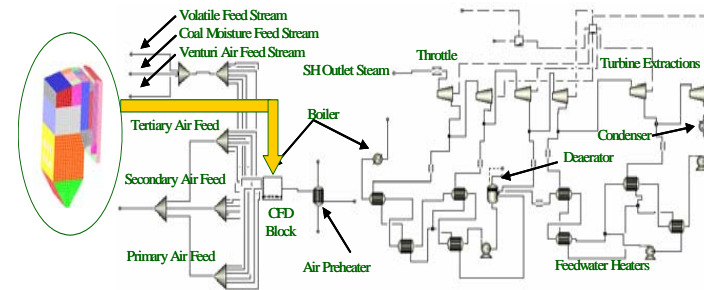 Volatile Feed Stream
Coal Moisture Feed Stream
Venturi Air Feed Stream
Throttle
SH Outlet Steam
Turbine Extractions
Boiler
Tertiary Air Feed
Condenser
Deaerator
Secondary Air Feed
CFD
Block
Primary Air Feed
Air Preheater
Feedwater Heaters